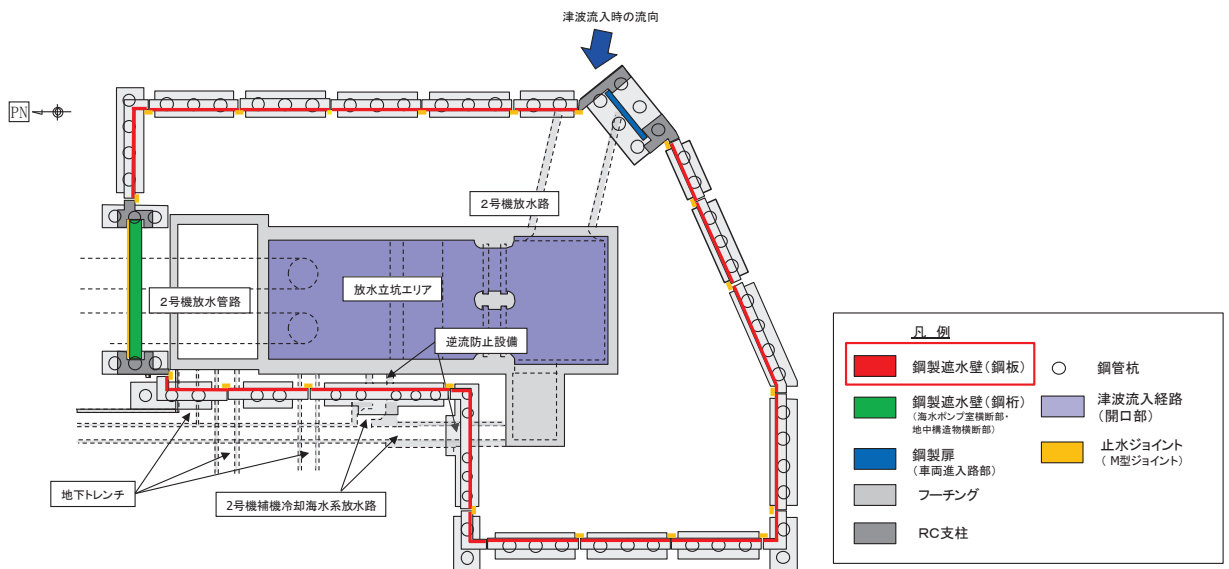 津波流入時の流向
PN
2号機放水路
2号機放水管路
放水立坑エリア
逆流防止設備
地下トレンチ
2号機補機冷却海水系放水路
凡 例
鋼製遮水壁(鋼板)
鋼製遮水壁(鋼桁)
(海水ポンプ室横断部・
地中構造物横断部)
鋼製扉
(車両進入路部)
フーチング
RC支柱
鋼管杭
津波流入経路
(開口部)
止水ジョイント
(M型ジョイント)